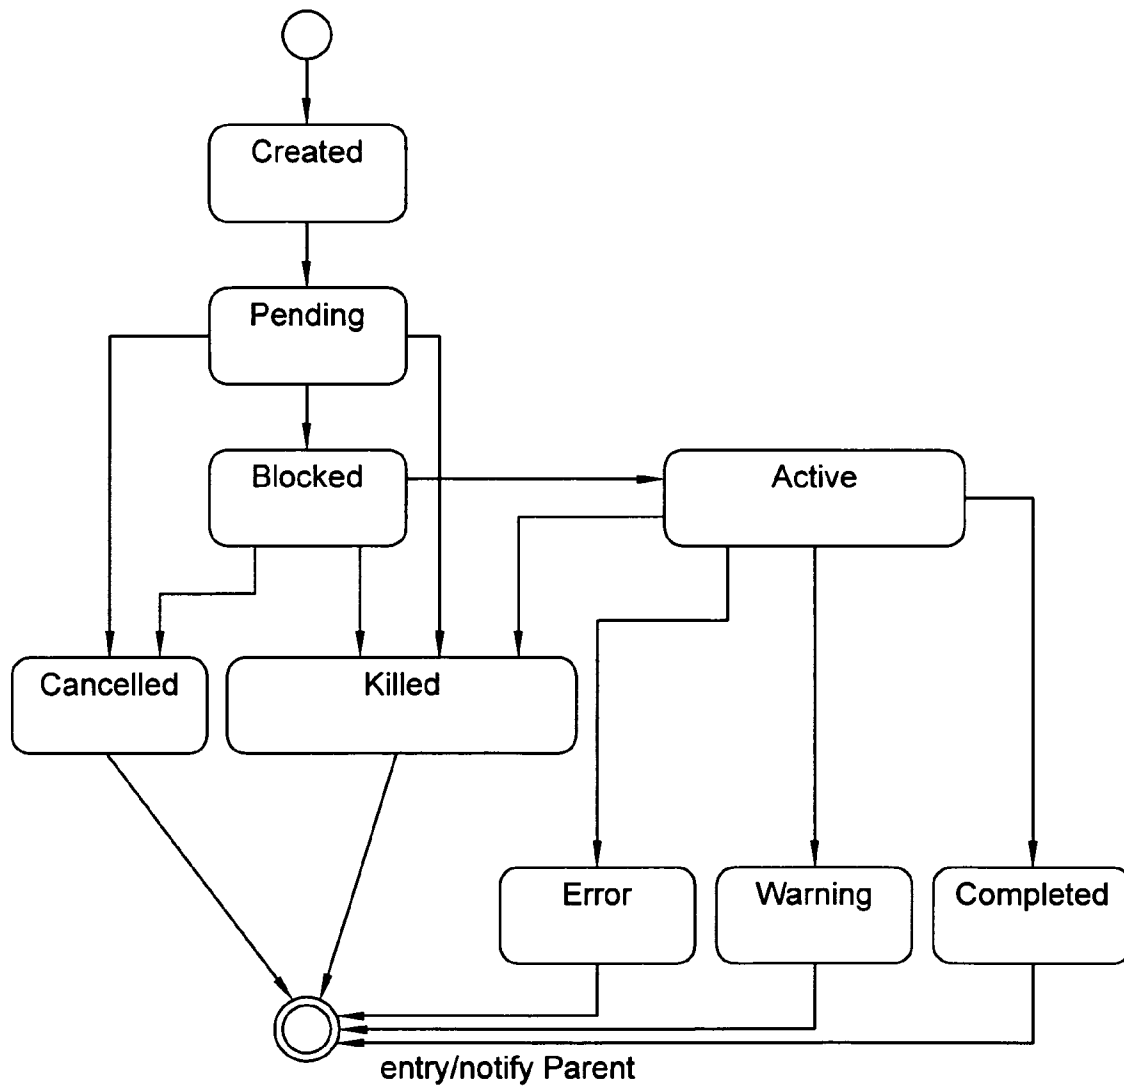 Created
Pending
Blocked
Active
Cancelled
Killed
Error
Warning
Completed
entry/notify Parent